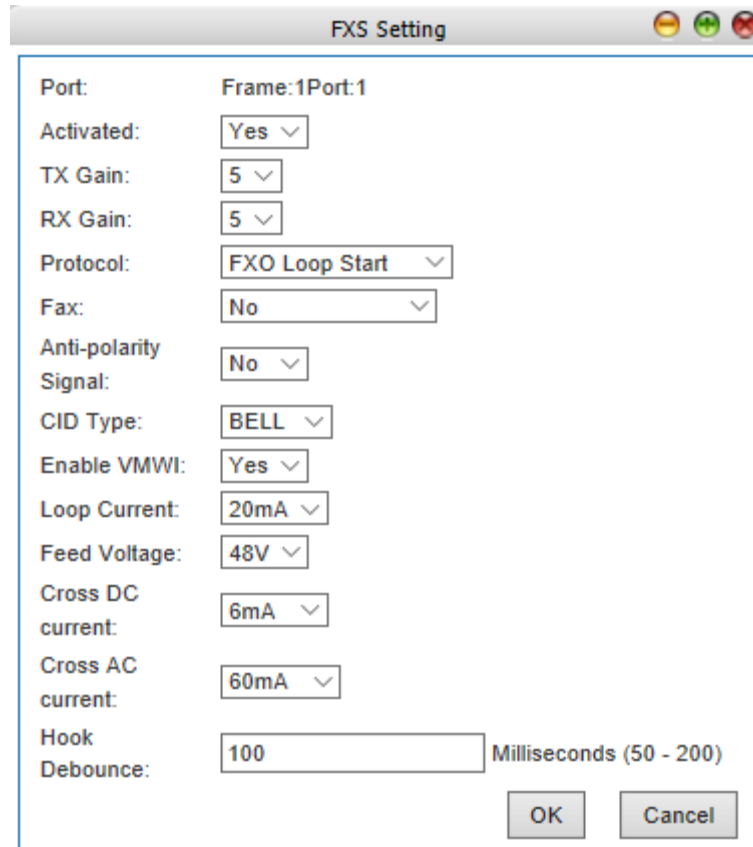 FXS Setting
Port: Frame:1Port:1
Activated: Yes
TX Gain: 5
RX Gain: 5
Protocol: FXO Loop Start
Fax: No
Anti-polarity
Signal: No
CID Type: BELL
Enable VMWI: Yes
Loop Current: 20mA
Feed Voltage: 48V
Cross DC
current: 6mA
Cross AC
current: 60mA
Hook
Debounce: 100 Milliseconds (50 - 200)
OK Cancel